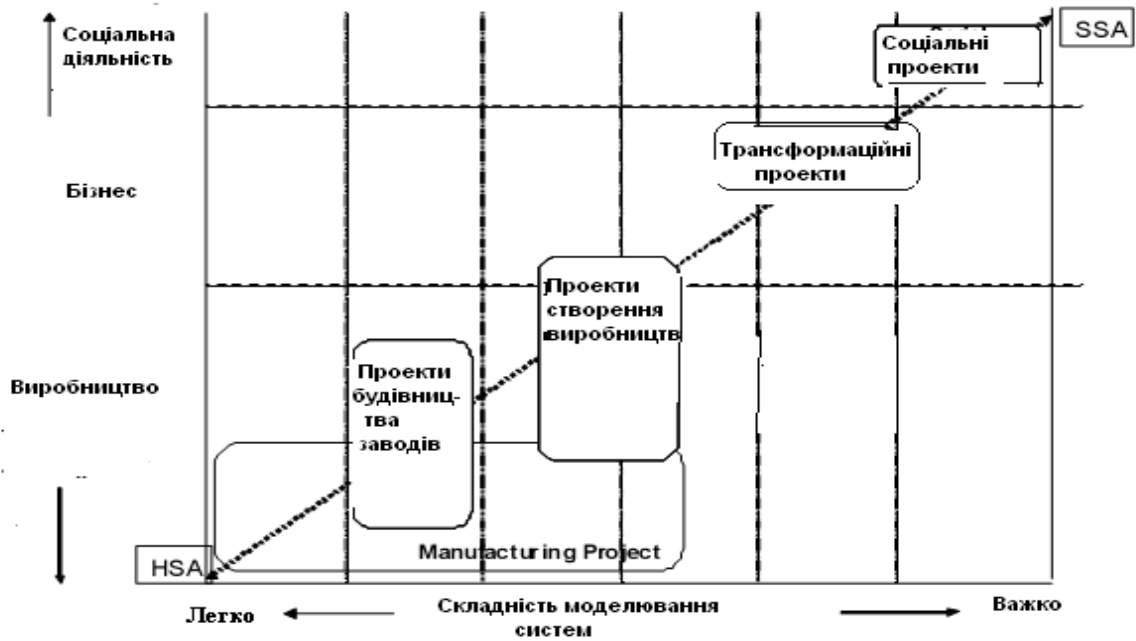 Соціальна
діяльність
SSA
Соціальні
проекти
Трансформаційні
проекти
Бізнес
Проекти
створення
виробництв
Виробництво
Проекти
будівниц-
тва
заводів
Manufacturing Project
HSA
Легко
Складність моделювання
систем
Важко